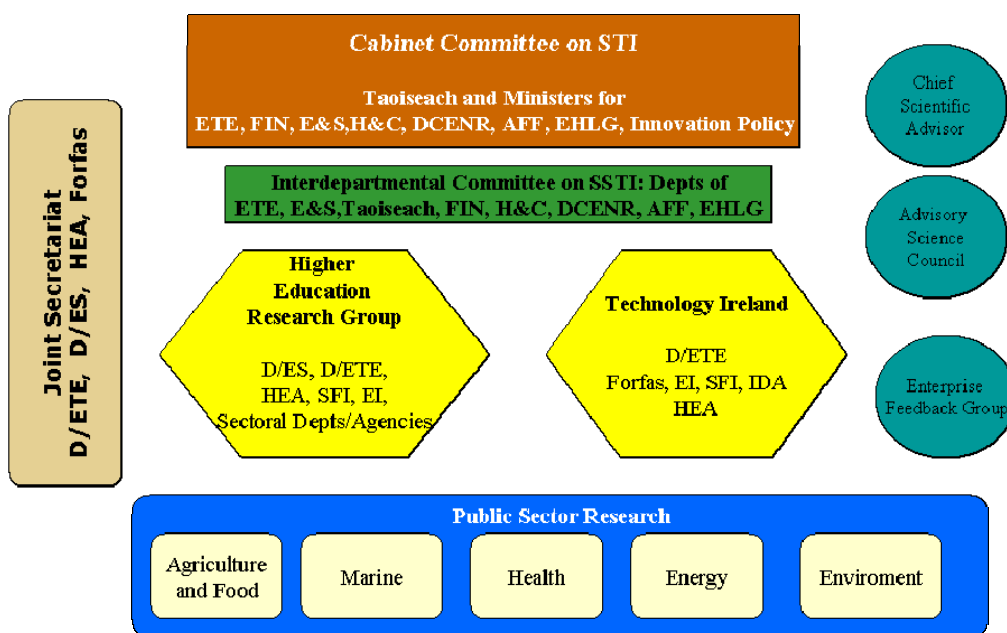 Cabinet Committee on STI
Taoiseach and Ministers for
ETE, FIN, E&S,H&C, DCENR, AFF, EHLG, Innovation Policy
Interdepartmental Committee on SSTI: Depts of
ETE, E&S,Taoiseach, FIN, H&C, DCENR, AFF, EHLG
Joint Secretariat
D/ETE, D/ES, HEA, Forfas
Higher
Education
Research Group
D/ES, D/ETE,
HEA, SFI, EI,
Sectoral Depts/Agencies
Technology Ireland
D/ETE
Forfas, EI, SFI, IDA
HEA
Chief
Scientific
Advisor
Advisory
Science
Council
Enterprise
Feedback Group
Public Sector Research
Agriculture
and Food
Marine
Health
Energy
Enviroment